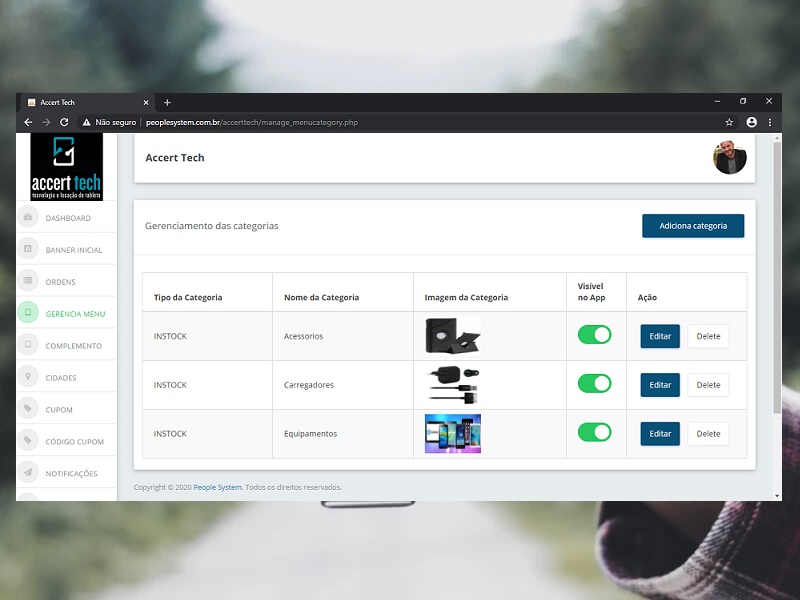 Accert Tech
Não seguro | peoplesystem.com.br/accerttech/manage_menucategory.php
accert tech
tecnologia e locação de tablets
Accert Tech
DASHBOARD
BANNER INICIAL
ORDENS
GERENCIA MENU
COMPLEMENTO
CIDADES
CUPOM
CÓDIGO CUPOM
NOTIFICAÇÕES
Gerenciamento das categorias
Adiciona categoria
Tipo da Categoria Nome da Categoria Imagem da Categoria Visível no App Ação
INSTOCK Acessorios Editar Delete
INSTOCK Carregadores Editar Delete
INSTOCK Equipamentos Editar Delete
Copyright © 2020 People System. Todos os direitos reservados.